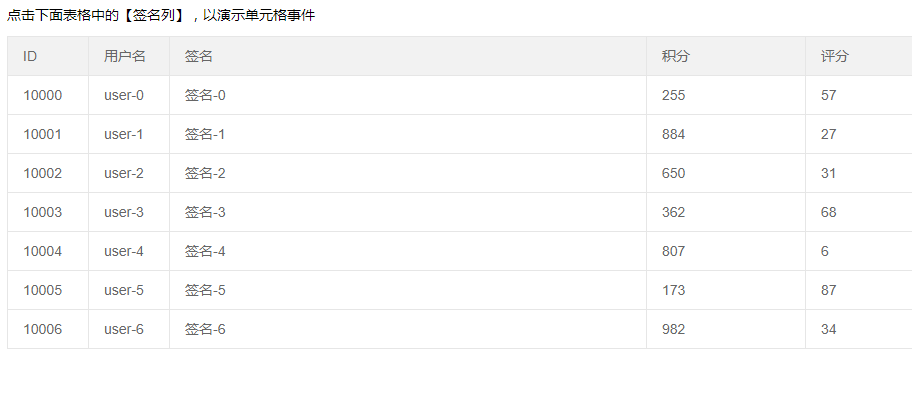 点击下面表格中的【签名列】，以演示单元格事件
ID 用户名 签名 积分 评分
10000 user-0 签名-0 255 57
10001 user-1 签名-1 884 27
10002 user-2 签名-2 650 31
10003 user-3 签名-3 362 68
10004 user-4 签名-4 807 6
10005 user-5 签名-5 173 87
10006 user-6 签名-6 982 34